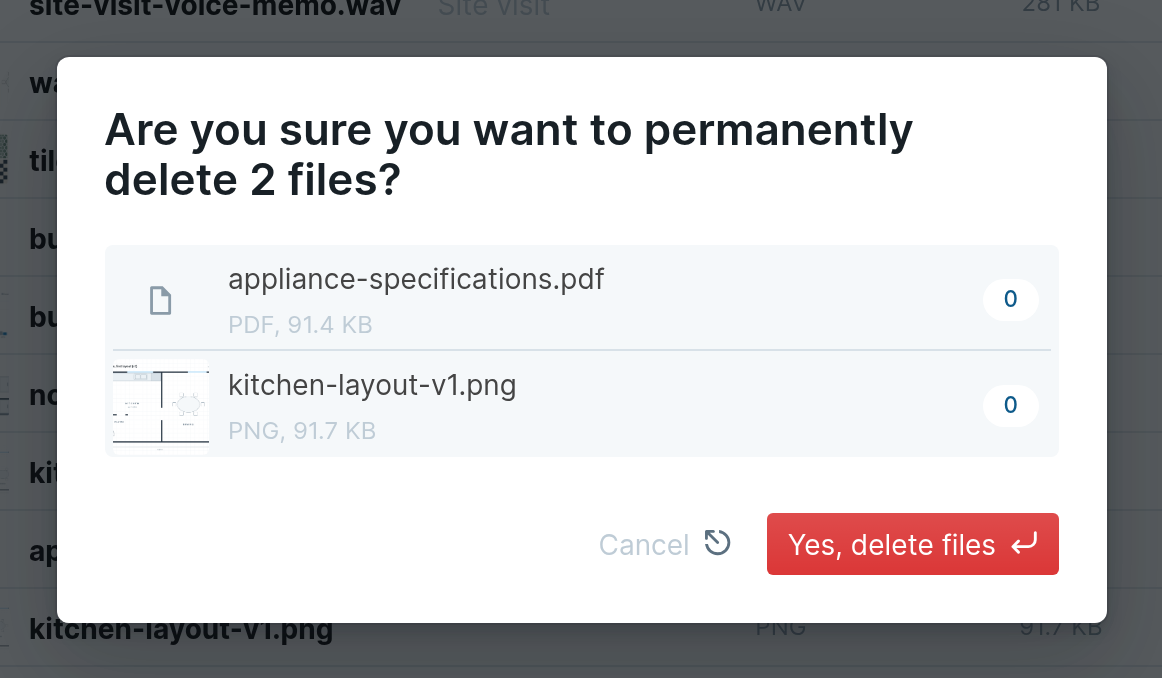 site-visit-voice-memo.wav Site visit WAV 281 KB
Are you sure you want to permanently
delete 2 files?
appliance-specifications.pdf
PDF, 91.4 KB
0
kitchen-layout-v1.png
PNG, 91.7 KB
0
Cancel
Yes, delete files
kitchen-layout-v1.png PNG 91.7 KB